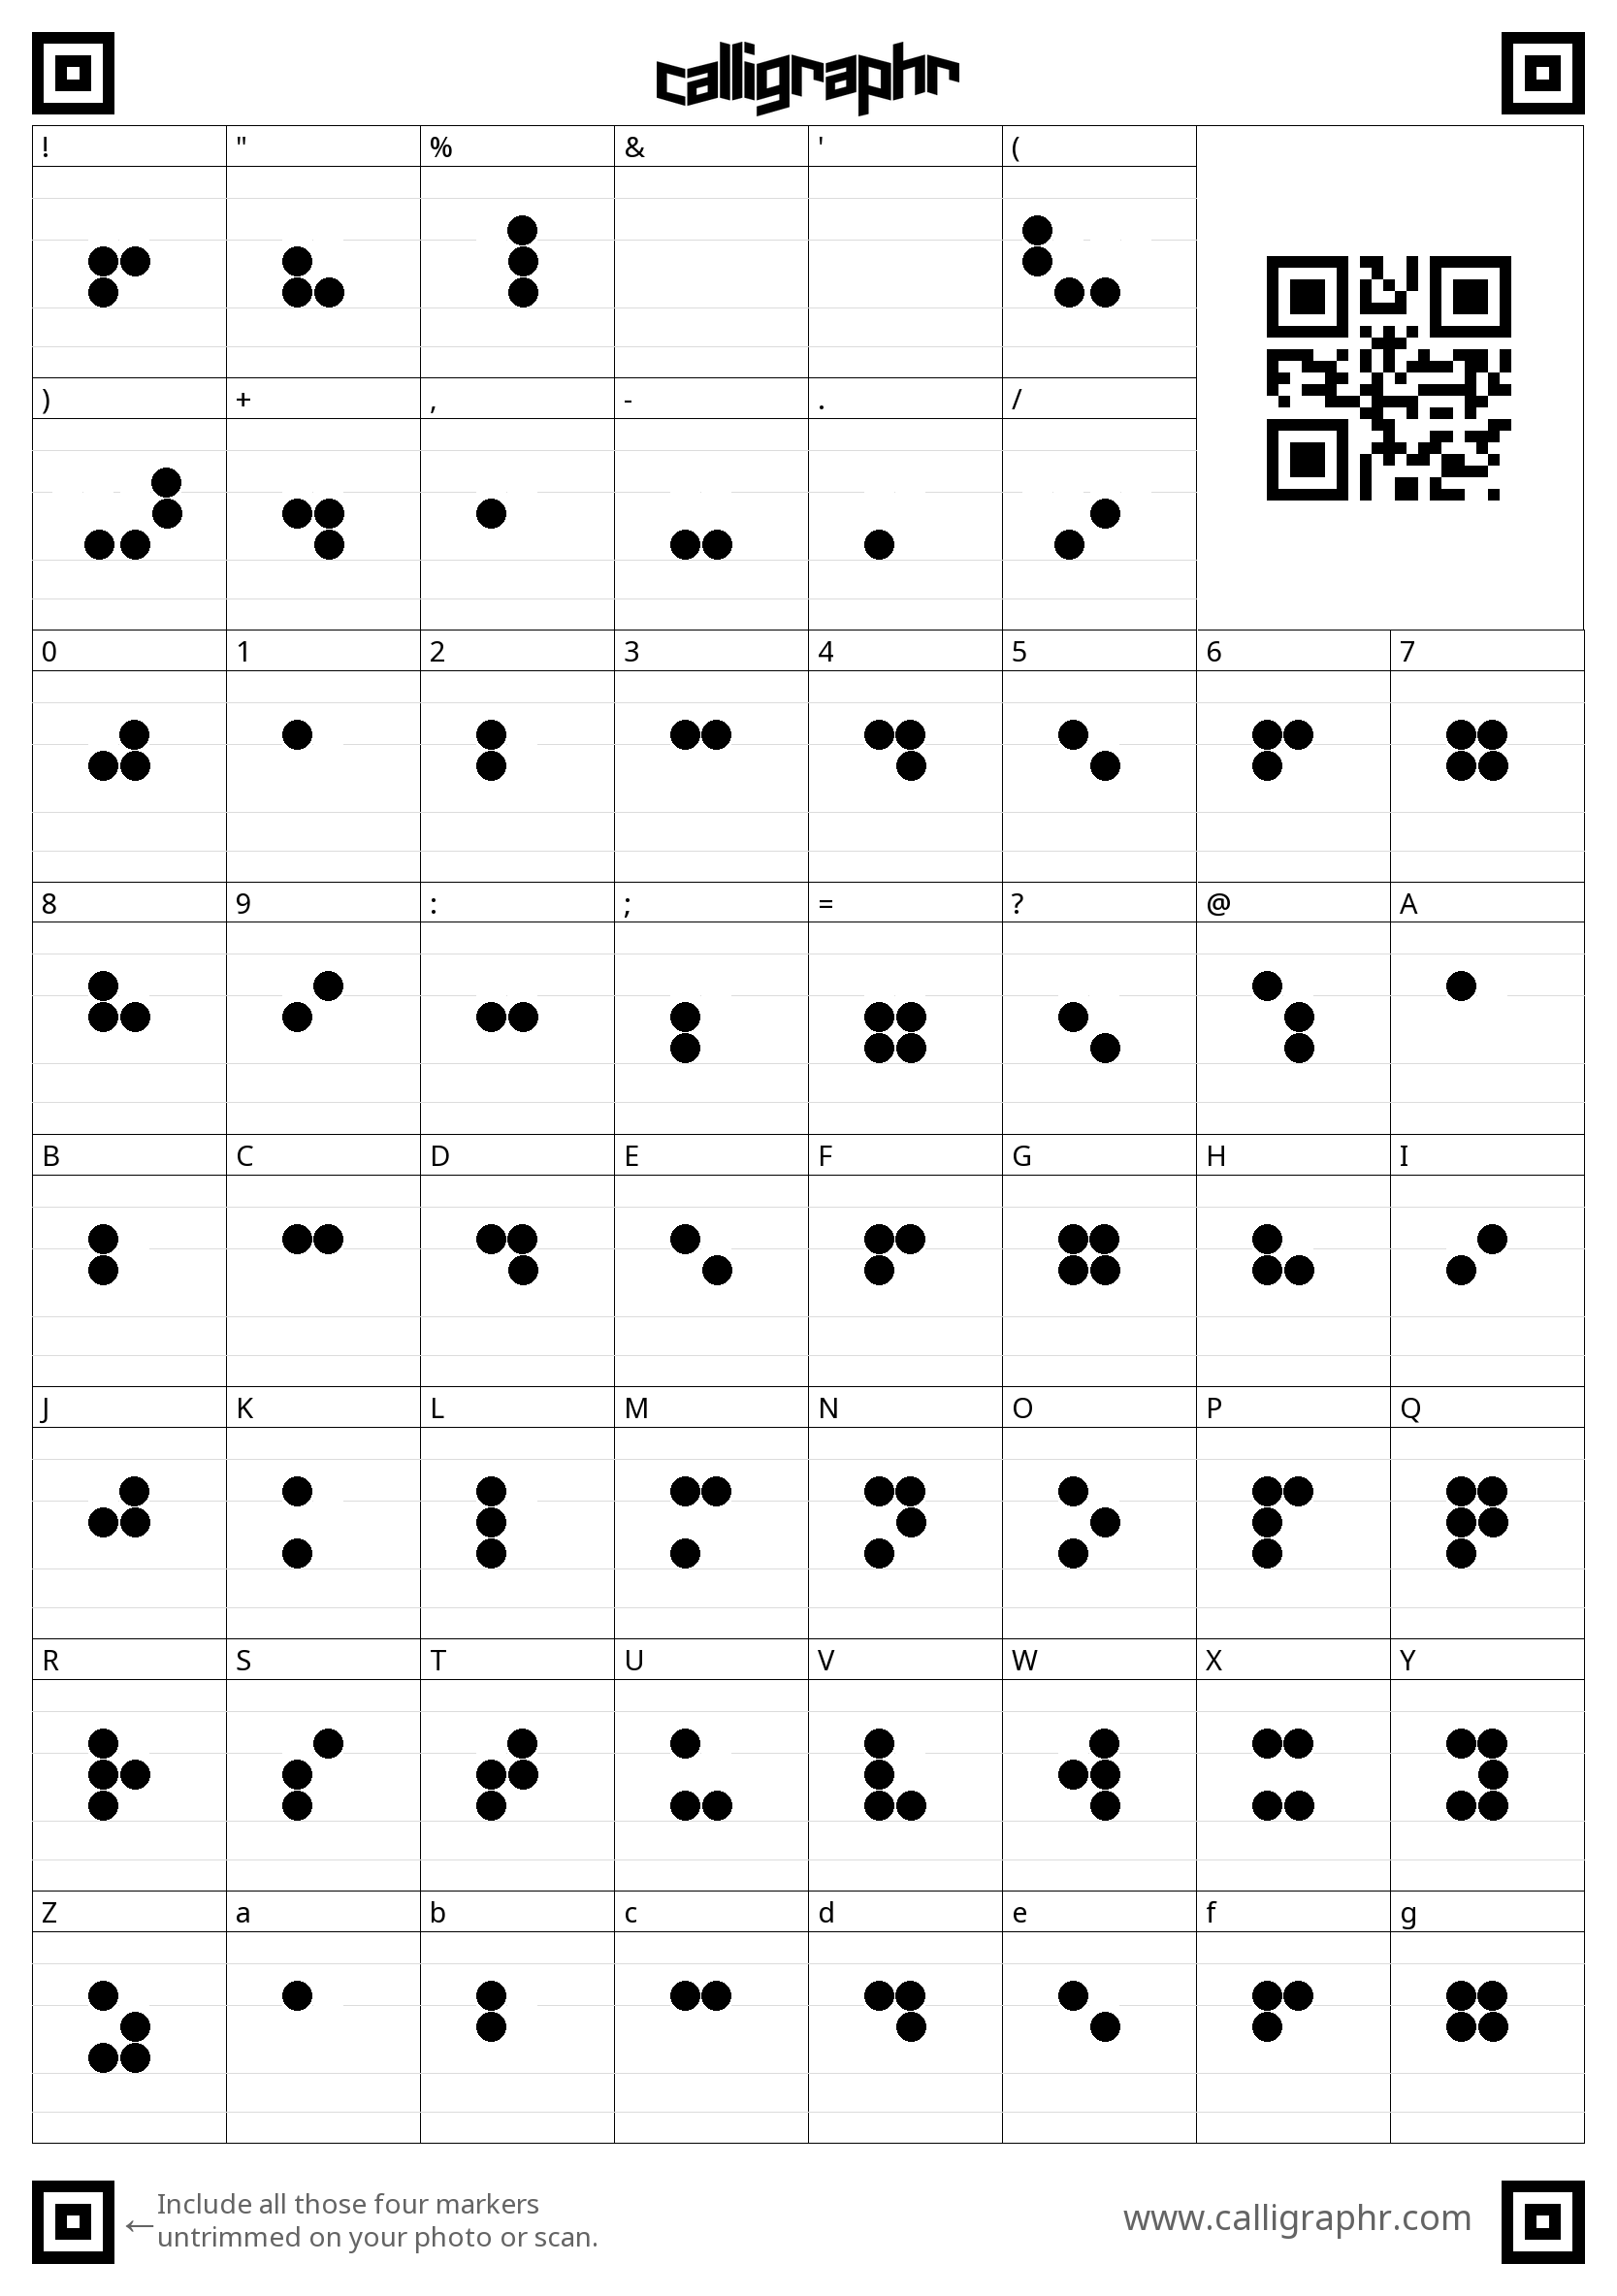 calligraphr
! " % & ' (
) + , - . /
0 1 2 3 4 5 6 7
8 9 : ; = ? @ A
B C D E F G H I
J K L M N O P Q
R S T U V W X Y
Z a b c d e f g
←Include all those four markers
untrimmed on your photo or scan.
www.calligraphr.com